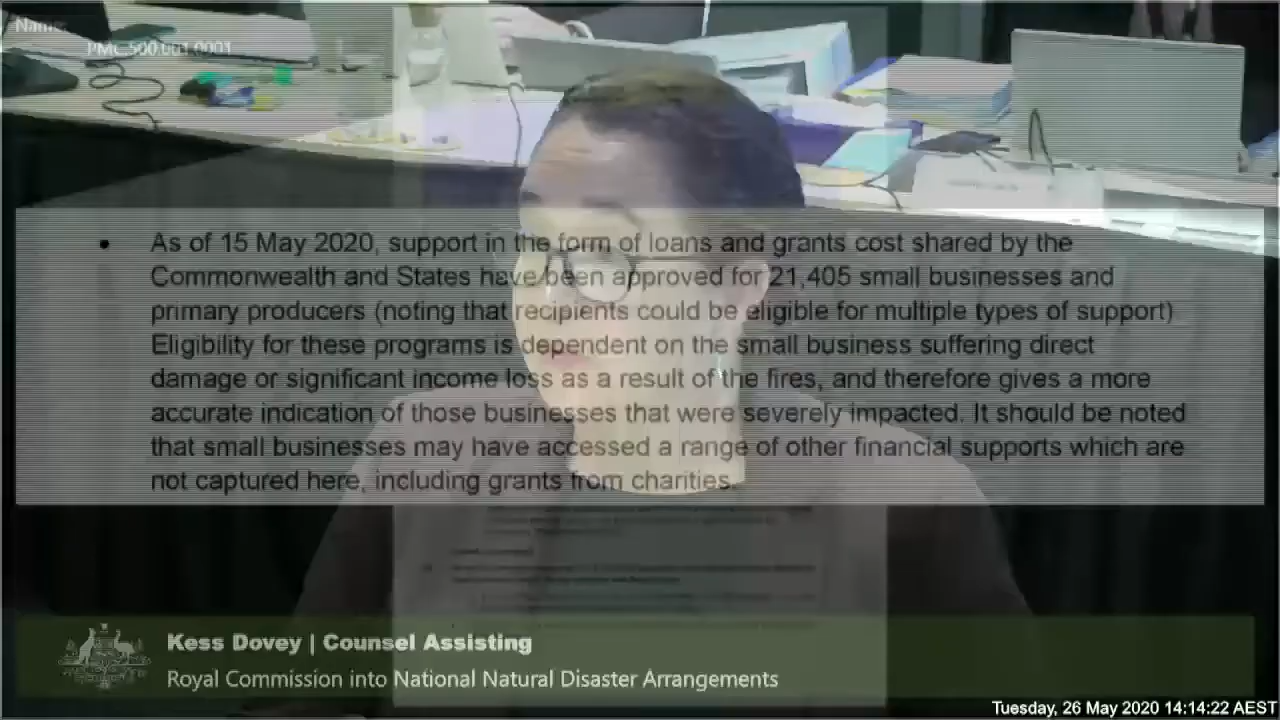 Name:
PMC.500.001.0001
• As of 15 May 2020, support in the form of loans and grants cost shared by the
Commonwealth and States have been approved for 21,405 small businesses and
primary producers (noting that recipients could be eligible for multiple types of support)
Eligibility for these programs is dependent on the small business suffering direct
damage or significant income loss as a result of the fires, and therefore gives a more
accurate indication of those businesses that were severely impacted. It should be noted
that small businesses may have accessed a range of other financial supports which are
not captured here, including grants from charities.
Kess Dovey | Counsel Assisting
Royal Commission into National Natural Disaster Arrangements
Tuesday, 26 May 2020 14:14:22 AEST